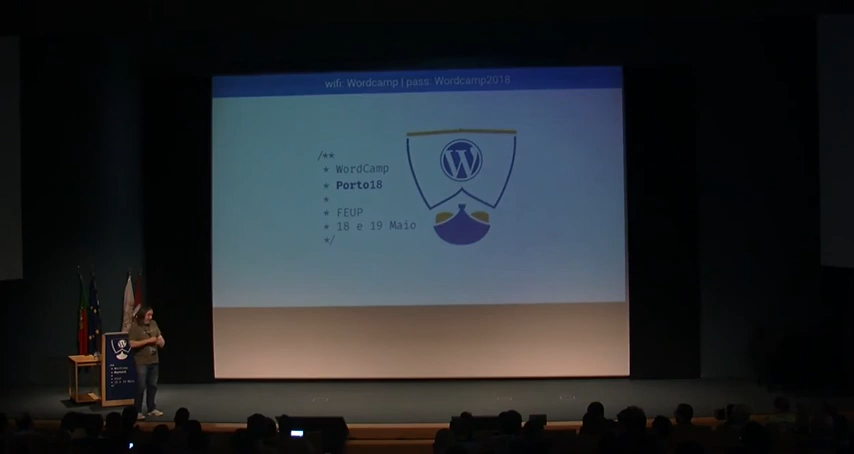 wifi: Wordcamp | pass: Wordcamp2018
/**
* WordCamp
* Porto18
*
* FEUP
* 18 e 19 Maio
*/
W